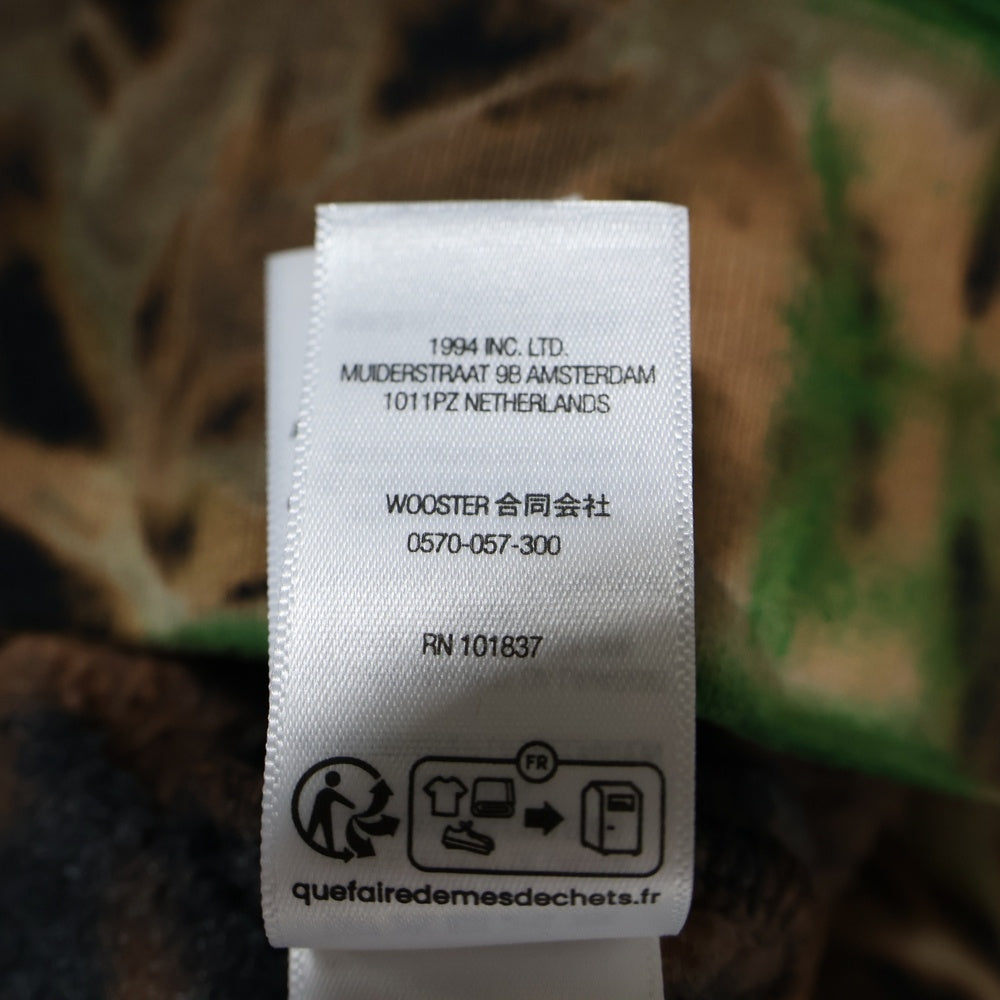 1994 INC. LTD.
MUIDERSTRAAT 9B AMSTERDAM
1011PZ NETHERLANDS
WOOSTER 合同会社
0570-057-300
RN 101837
FR
quefairedemesdechets.fr